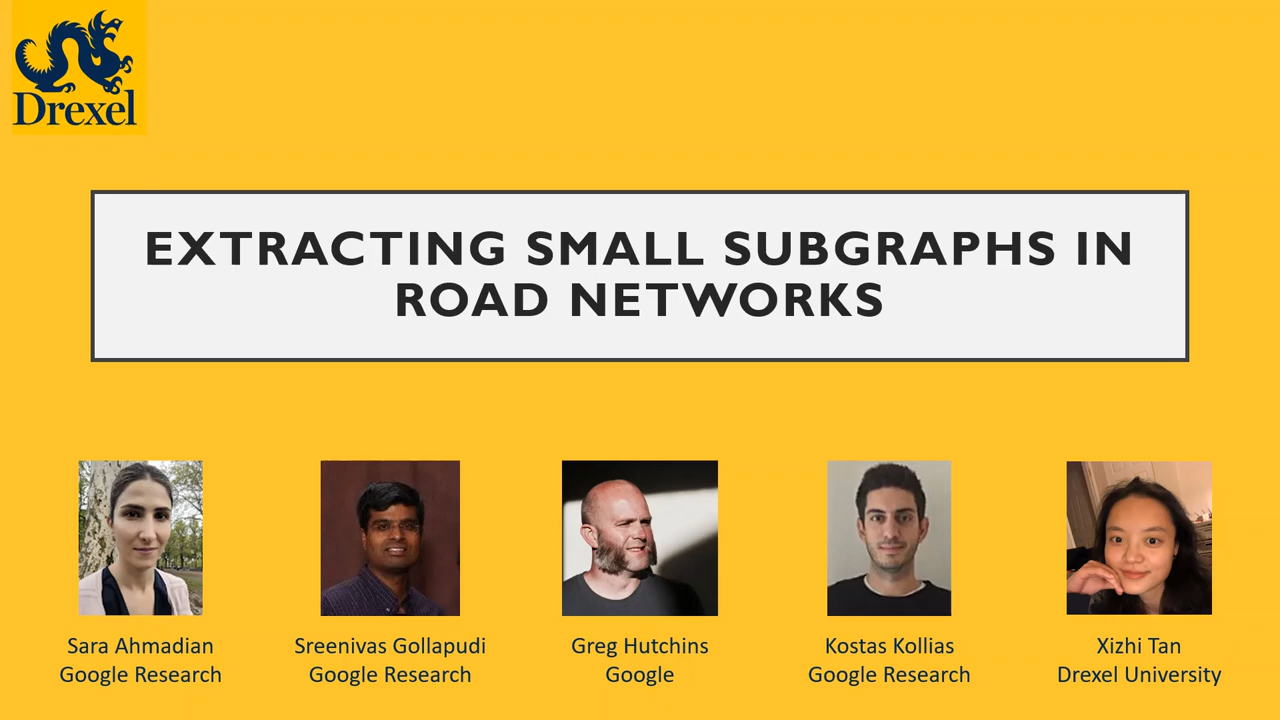 Drexel
EXTRACTING SMALL SUBGRAPHS IN
ROAD NETWORKS
Sara Ahmadian
Google Research
Sreenivas Gollapudi
Google Research
Greg Hutchins
Google
Kostas Kollias
Google Research
Xizhi Tan
Drexel University